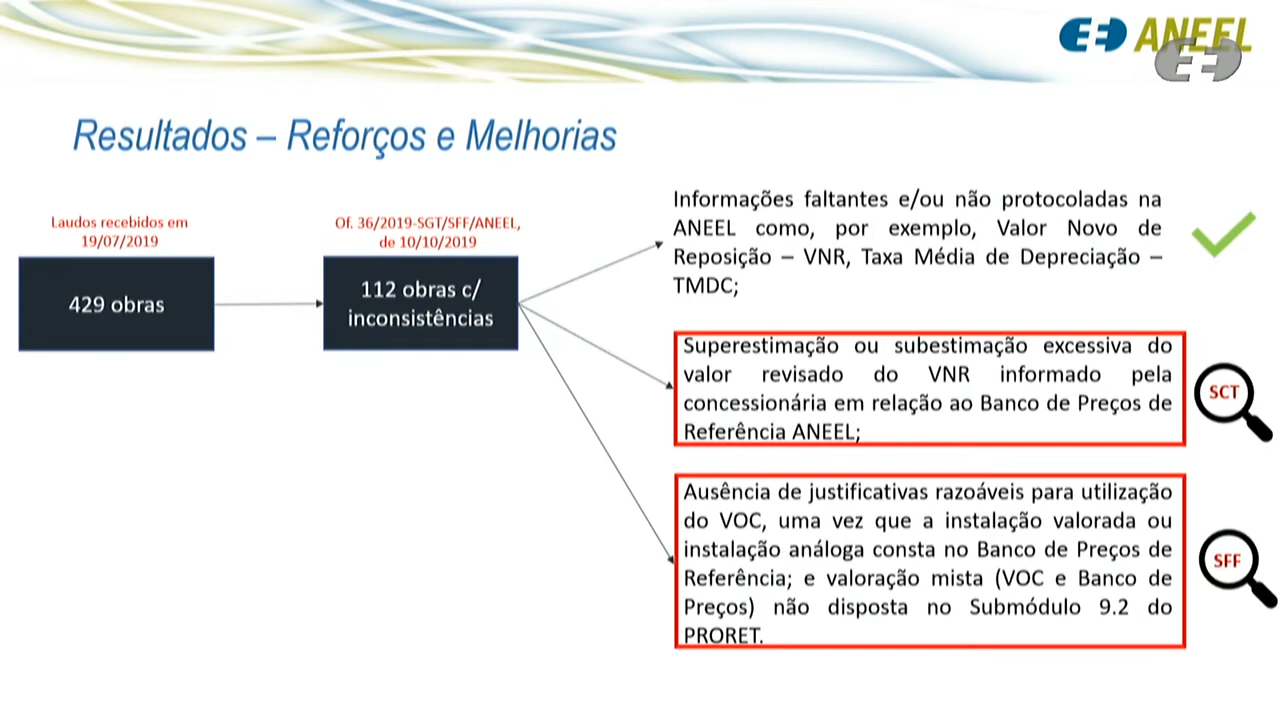 ANEEL
Resultados – Reforços e Melhorias
Laudos recebidos em
19/07/2019
429 obras
Of. 36/2019-SGT/SFF/ANEEL,
de 10/10/2019
112 obras c/
inconsistências
Informações faltantes e/ou não protocoladas na
ANEEL como, por exemplo, Valor Novo de
Reposição – VNR, Taxa Média de Depreciação –
TMDC;
Superestimação ou subestimação excessiva do
valor revisado do VNR informado pela
concessionária em relação ao Banco de Preços de
Referência ANEEL;
SCT
Ausência de justificativas razoáveis para utilização
do VOC, uma vez que a instalação valorada ou
instalação análoga consta no Banco de Preços de
Referência; e valoração mista (VOC e Banco de
Preços) não disposta no Submódulo 9.2 do
PRORET.
SFF